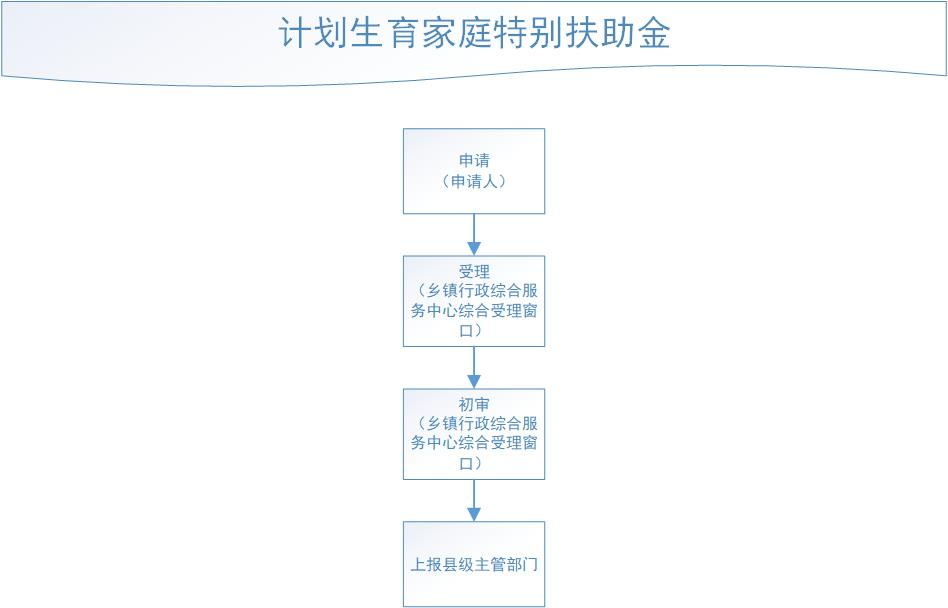 计划生育家庭特别扶助金
申请
（申请人）
受理
（乡镇行政综合服
务中心综合受理窗
口）
初审
（乡镇行政综合服
务中心综合受理窗
口）
上报县级主管部门